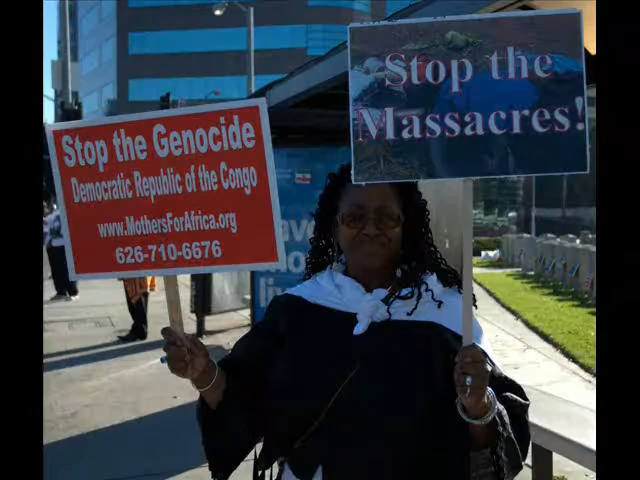 Stop the Genocide
Democratic Republic of the Congo
www.MothersForAfrica.org
626-710-6676
Stop the
Massacres!